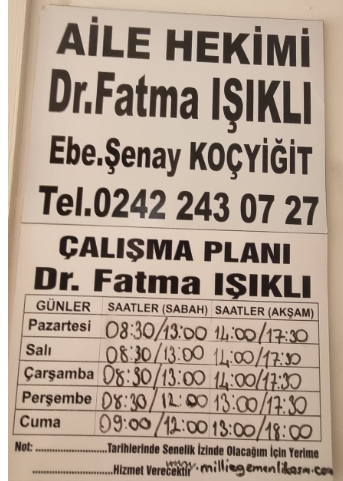 AİLE HEKİMİ
Dr.Fatma IŞIKLI
Ebe.Şenay KOÇYİĞİT
Tel.0242 243 07 27
ÇALIŞMA PLANI
Dr. Fatma IŞIKLI
GÜNLER SAATLER (SABAH) SAATLER (AKŞAM)
Pazartesi 08:30/13:00 14:00/17:30
Salı 08:30/13:00 14:00/17:30
Çarşamba 08:30/13:00 14:00/17:30
Perşembe 08:30/12:00 13:00/17:30
Cuma 09:00/12:00 13:00/18:00
Not: ........................Tarihlerinde Senelik İzinde Olacağım İçin Yerime
........................Hizmet Verecektir www.milliegemenlikasm.com